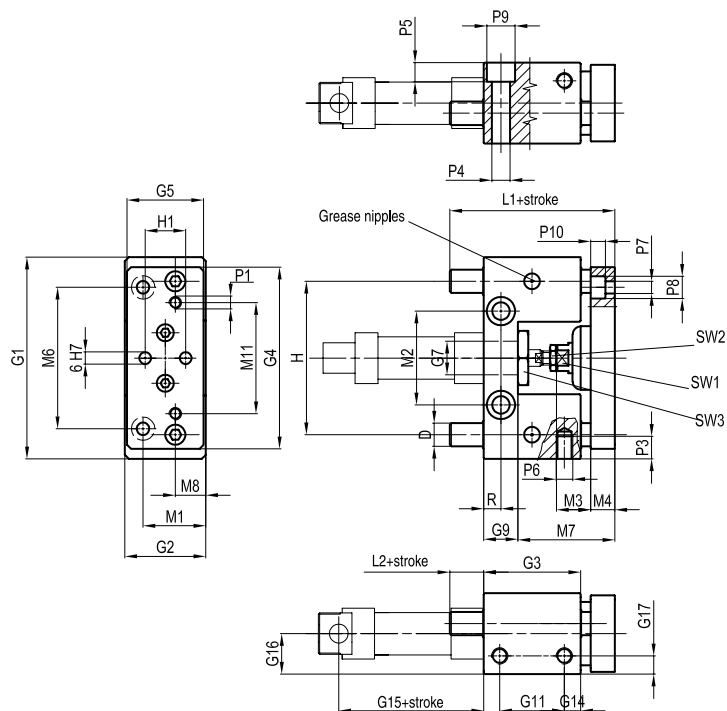 P5
P9
P4
G5
H1
P1
G1
M6
6 H7
M11
G4
M8
M1
G2
L1+stroke
Grease nipples
P10
P7
P8
H
M2
G7
SW2
SW1
SW3
D
P6
P3
R
M3
M4
G9
M7
L2+stroke
G3
G16
G17
G15+stroke
G11
G14